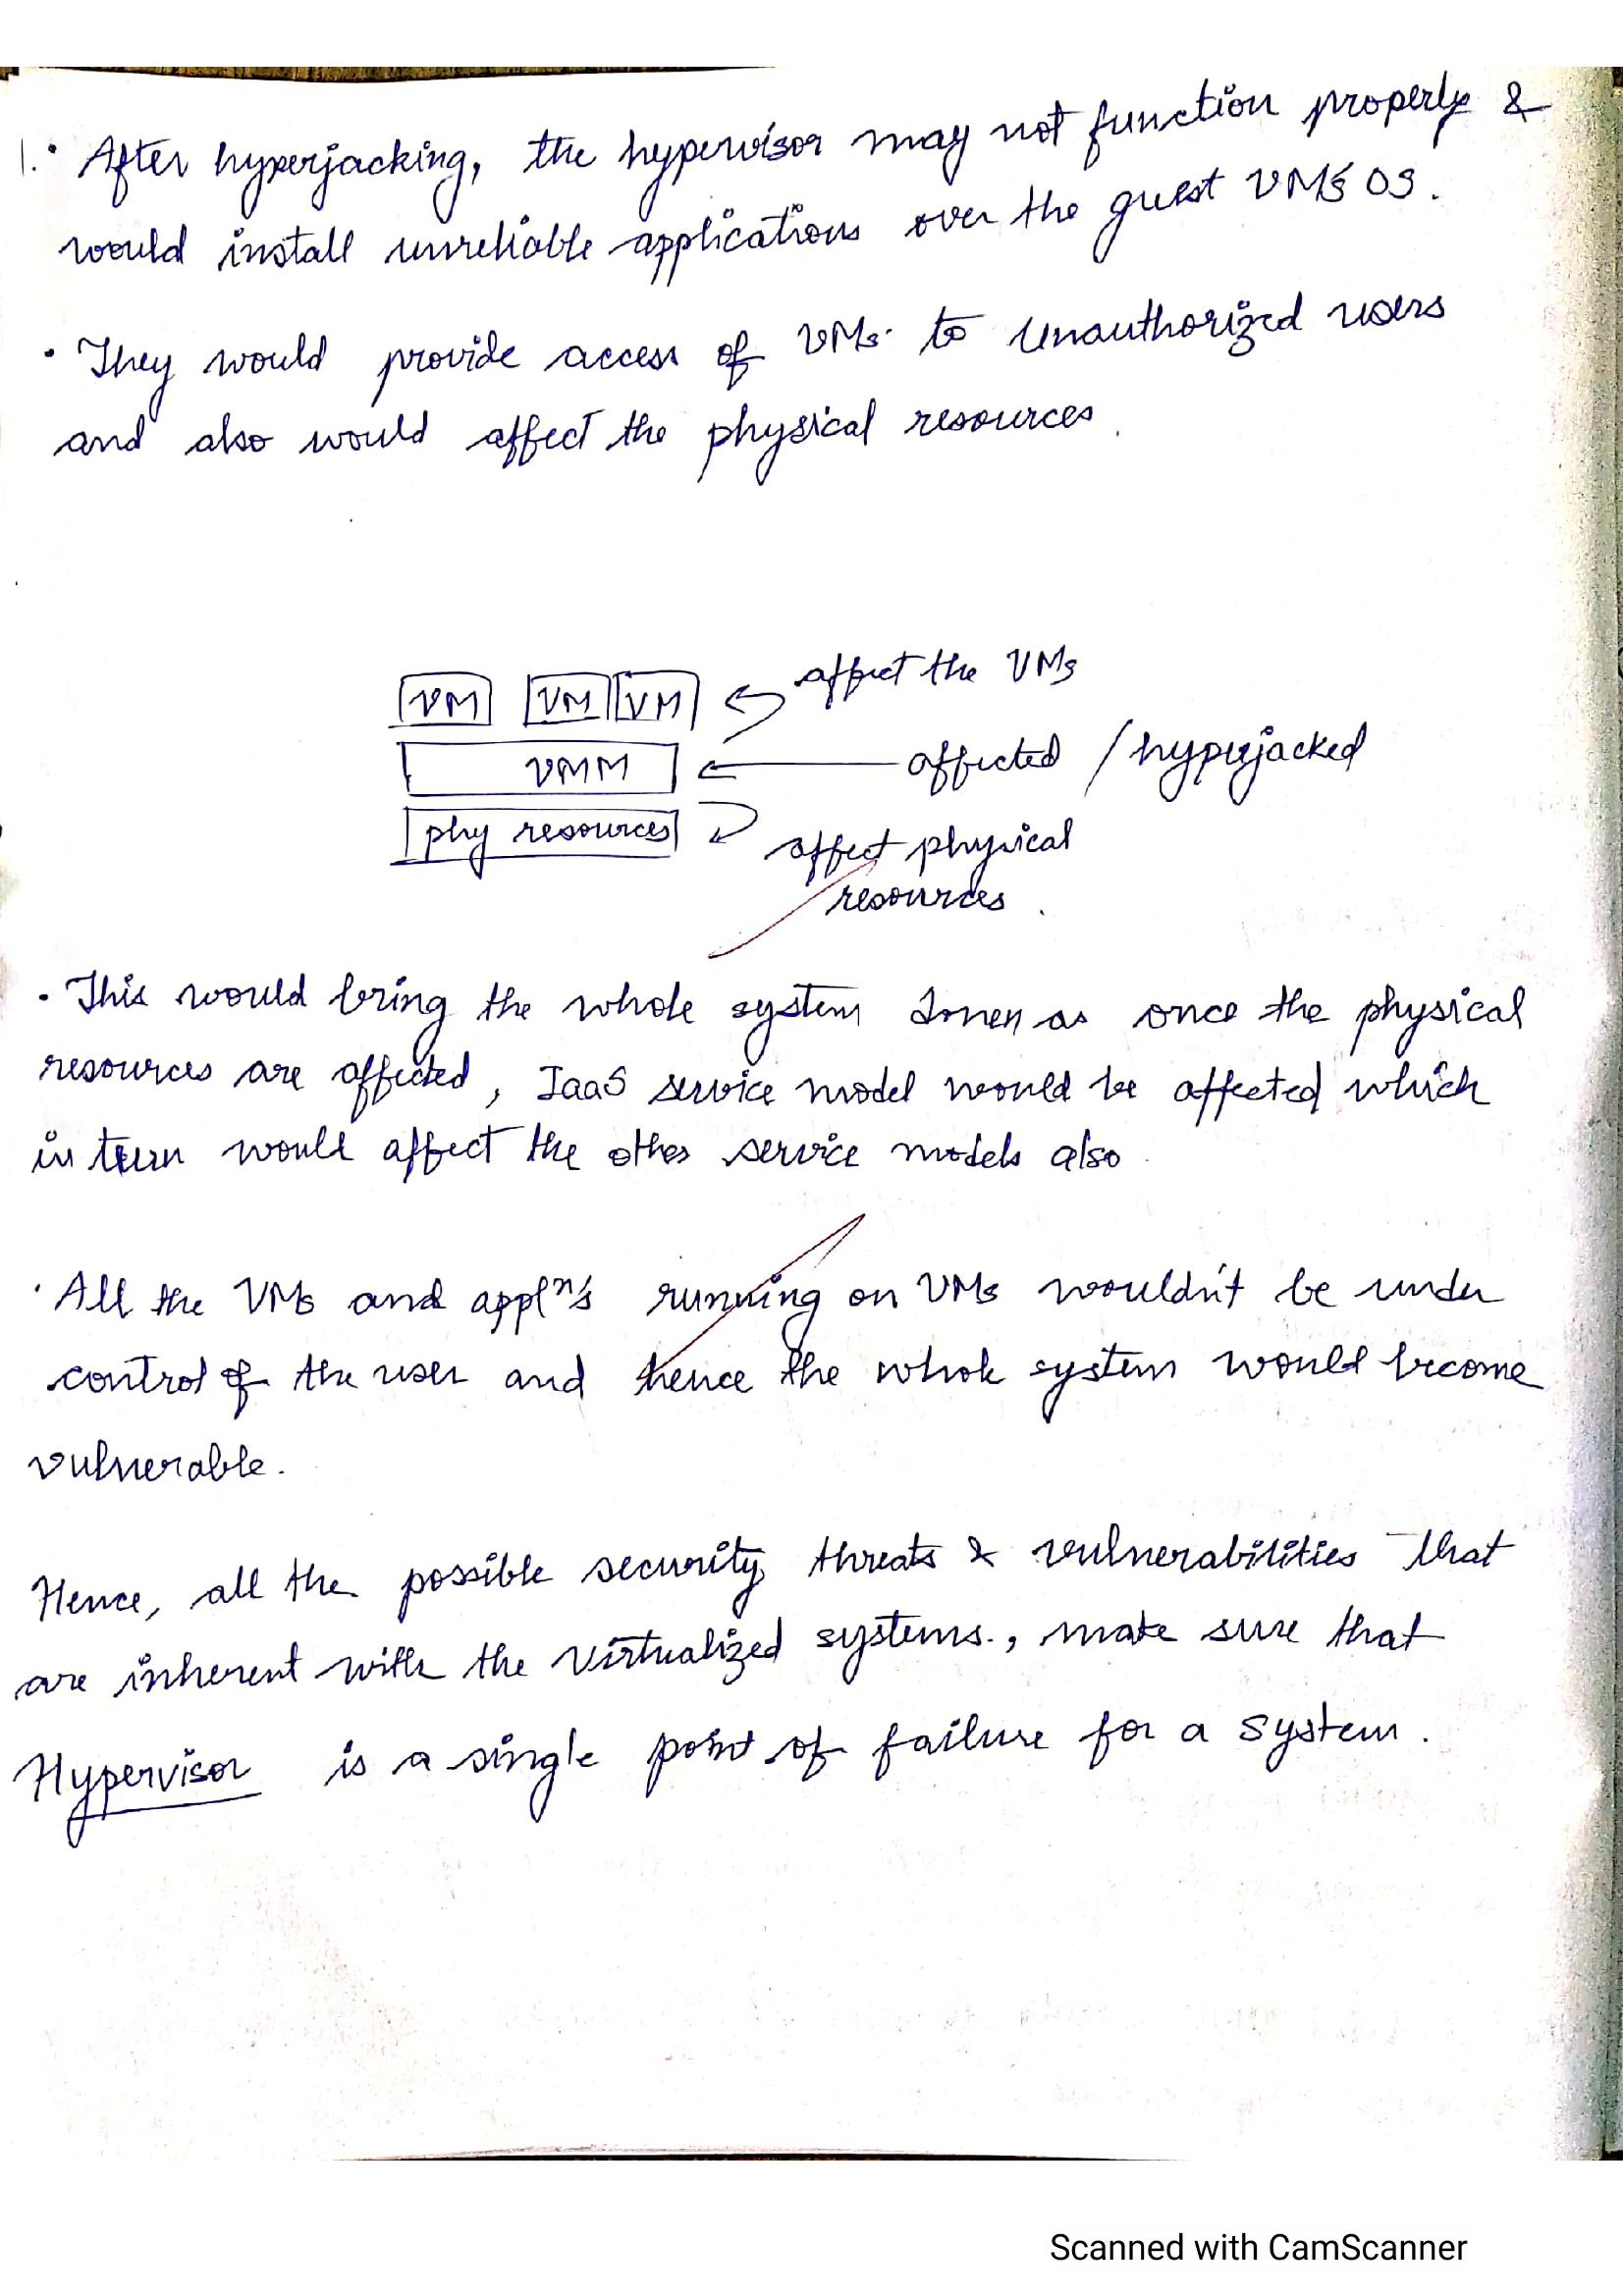 1. • After hyperjacking, the hypervisor may not function properly &
would install unreliable applications over the guest VM's OS.
• They would provide access of VMs to unauthorized users
and also would affect the physical resources.
affect the VMs
VM VM VM
VMM affected / hyperjacked
phy resources
affect physical
resources.
• This would bring the whole system down as once the physical
resources are affected, IaaS service model would be affected which
in turn would affect the other service models also.
• All the VMs and applⁿ's running on VMs wouldn't be under
control of the user and hence the whole system would become
vulnerable.
Hence, all the possible security threats & vulnerabilities that
are inherent with the virtualized systems., make sure that
Hypervisor is a single point of failure for a system.
Scanned with CamScanner